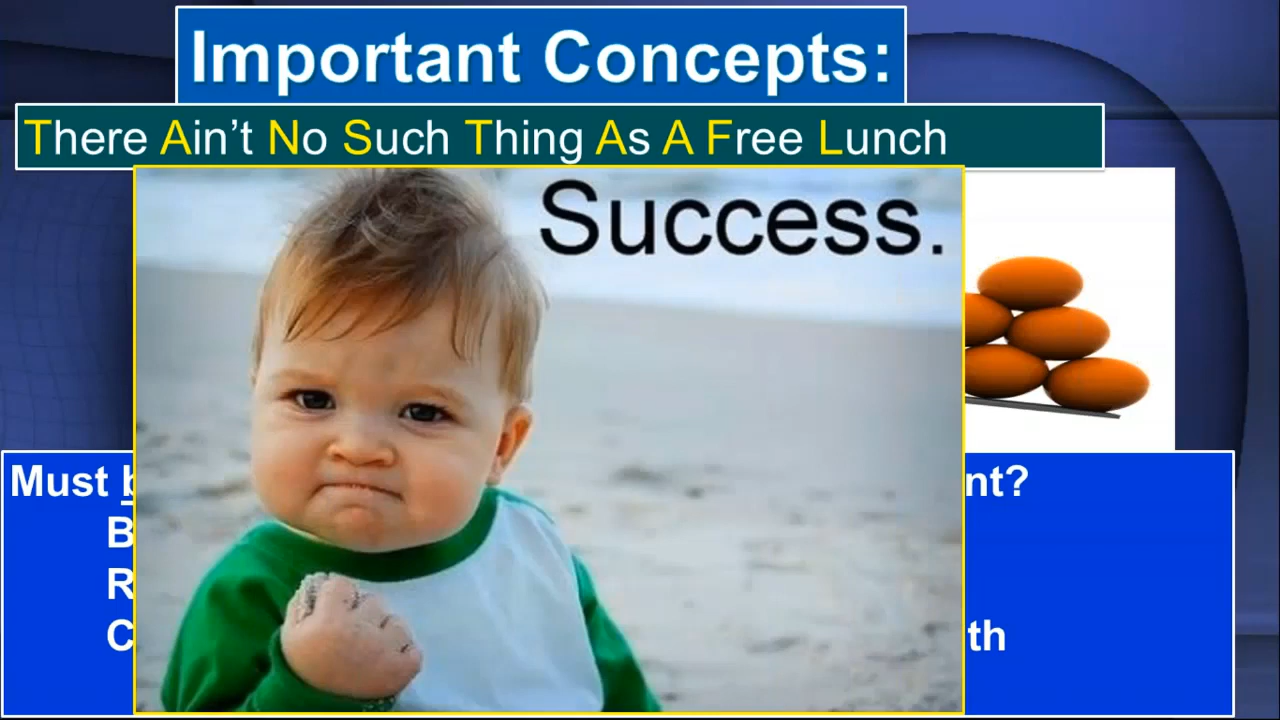 Important Concepts:
There Ain’t No Such Thing As A Free Lunch
Success.
Must
B
R
C
nt?
th